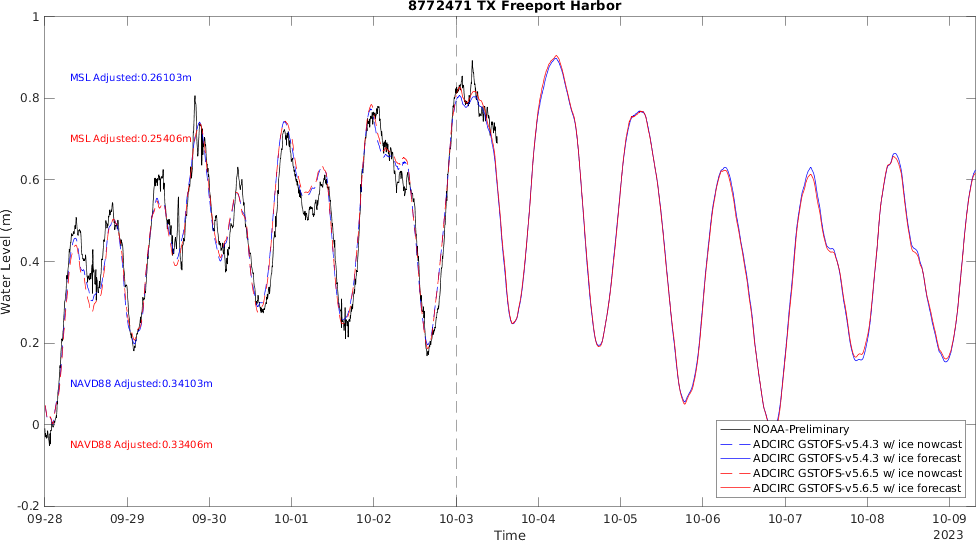 8772471 TX Freeport Harbor
1
0.8
0.6
0.4
0.2
0
-0.2
Water Level (m)
MSL Adjusted:0.26103m
MSL Adjusted:0.25406m
NAVD88 Adjusted:0.34103m
NAVD88 Adjusted:0.33406m
NOAA-Preliminary
ADCIRC GSTOFS-v5.4.3 w/ ice nowcast
ADCIRC GSTOFS-v5.4.3 w/ ice forecast
ADCIRC GSTOFS-v5.6.5 w/ ice nowcast
ADCIRC GSTOFS-v5.6.5 w/ ice forecast
09-28 09-29 09-30 10-01 10-02 10-03 10-04 10-05 10-06 10-07 10-08 10-09
Time
2023